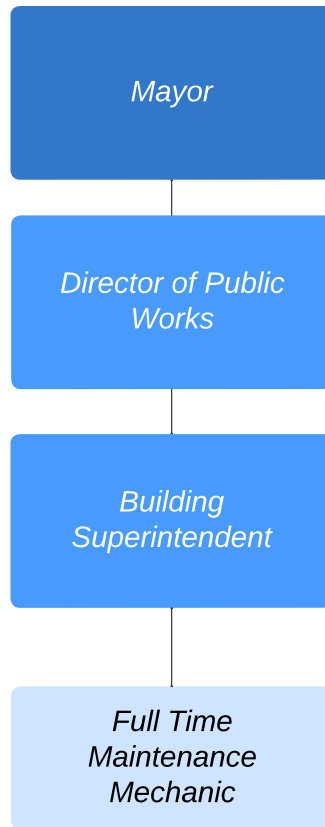 Mayor
Director of Public
Works
Building
Superintendent
Full Time
Maintenance
Mechanic